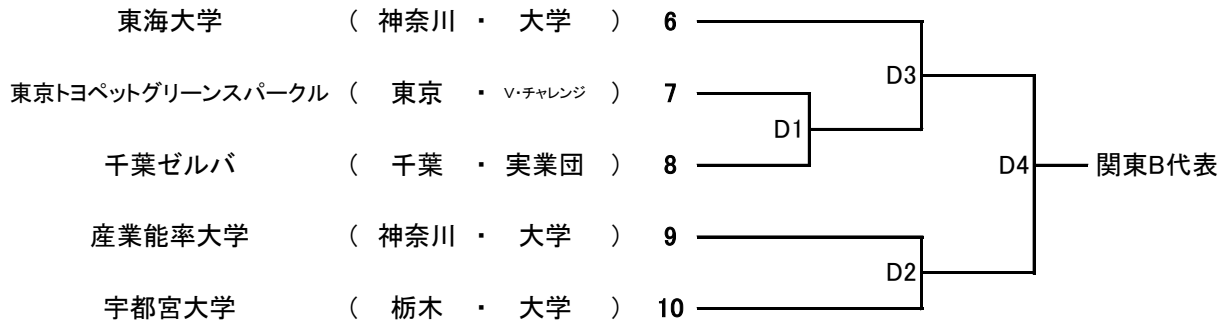 東海大学 ( 神奈川 ・ 大学 ) 6
D3
東京トヨペットグリーンスパークル ( 東京 ・ V・チャレンジ ) 7
D1
千葉ゼルバ ( 千葉 ・ 実業団 ) 8
D4 関東B代表
産業能率大学 ( 神奈川 ・ 大学 ) 9
D2
宇都宮大学 ( 栃木 ・ 大学 ) 10